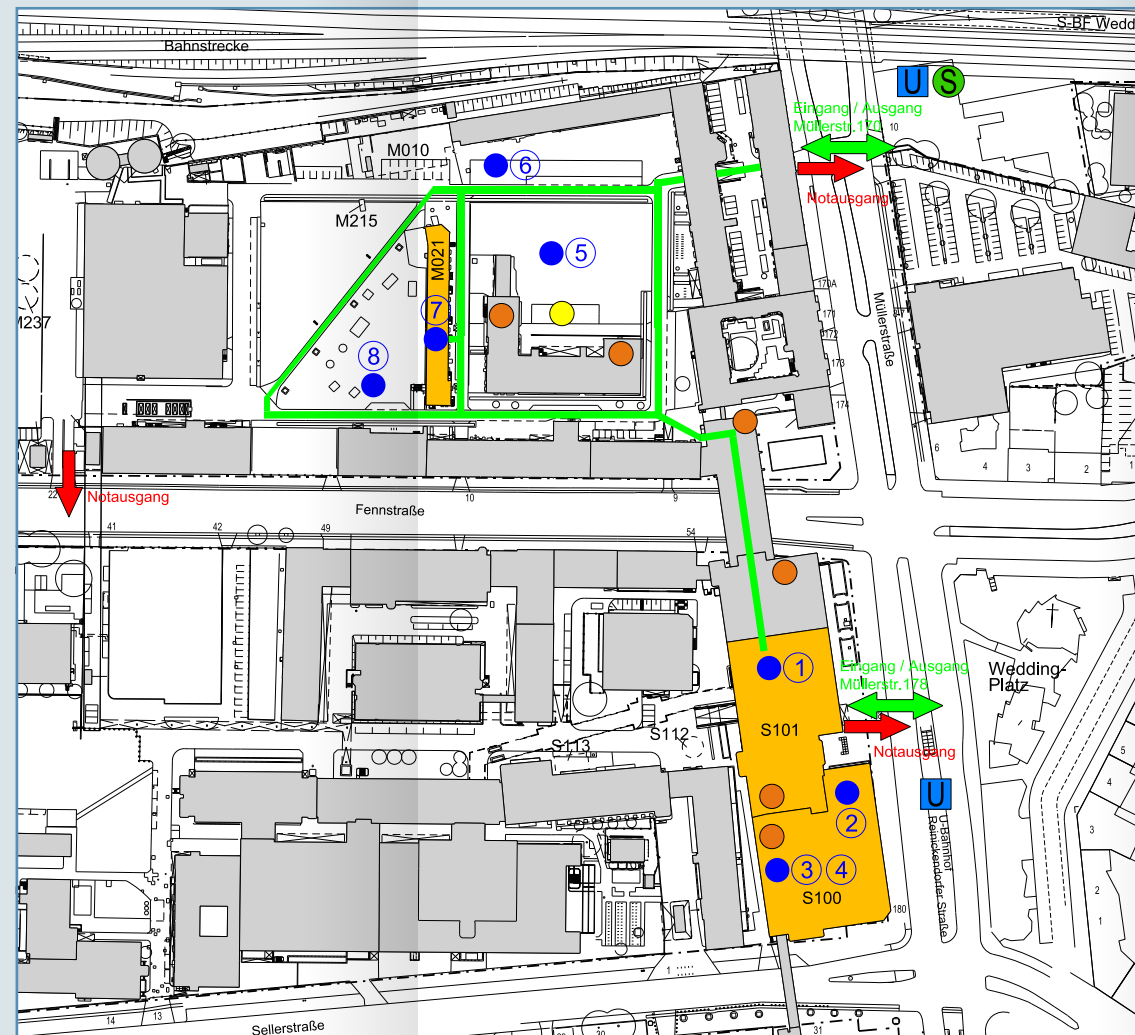 S-BF Wedd
Bahnstrecke
U S
Eingang / Ausgang
Müllerstr.170
10
M010
6
Notausgang
M215
M021
5
170A
M237
7
171
172
Müllerstraße
8
173
174
6
4
3
2
1
22
Notausgang
10
9
Fennstraße
41
42
49
54
1
Eingang / Ausgang
Müllerstr.178
Wedding-
Platz
S101
S112
S113
Notausgang
5
4
U
2
3
3 4
S100
U-Bahnhof
Reinickendorfer Straße
2
1
180
1
14
13
Sellerstraße
31